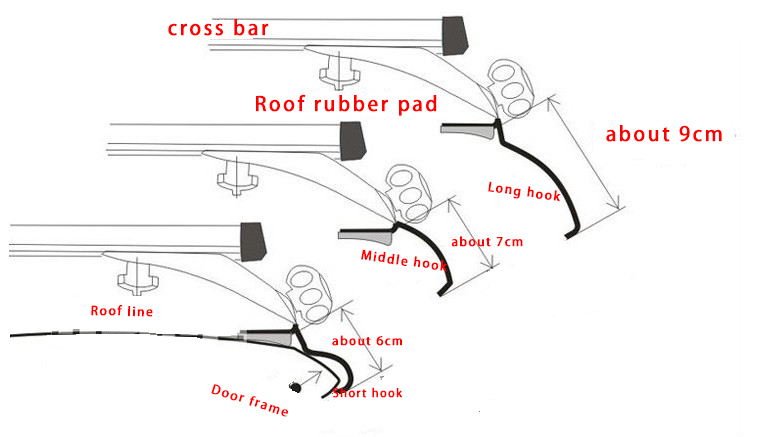 cross bar
Roof rubber pad
about 9cm
Long hook
about 7cm
Middle hook
Roof line
about 6cm
Door frame
Short hook